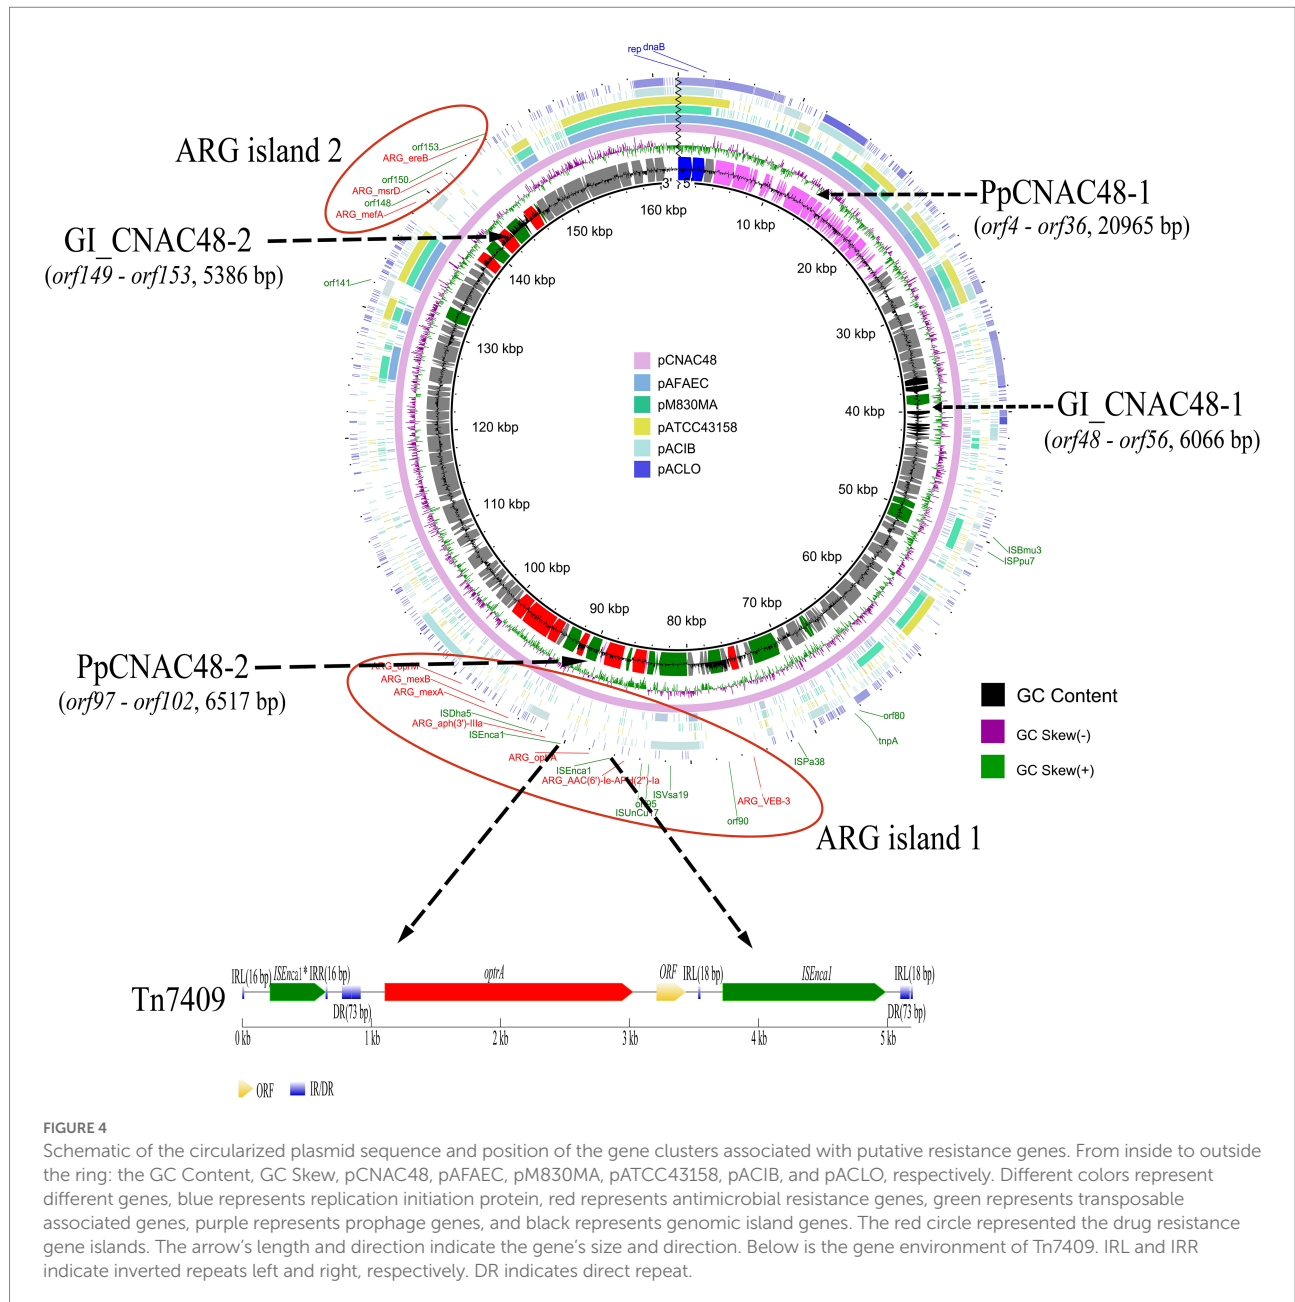 rep dnaB
ARG island 2
orf153
ARG_ereB
orf150
ARG_msrD
orf148
ARG_mefA
3' 5'
PpCNAC48-1
(orf4 - orf36, 20965 bp)
GI_CNAC48-2
(orf149 - orf153, 5386 bp)
orf141
160 kbp
10 kbp
150 kbp
20 kbp
140 kbp
30 kbp
130 kbp
40 kbp
120 kbp
50 kbp
110 kbp
60 kbp
100 kbp
70 kbp
90 kbp
80 kbp
pCNAC48
pAFAEC
pM830MA
pATCC43158
pACIB
pACLO
GI_CNAC48-1
(orf48 - orf56, 6066 bp)
ISBmu3
ISPpu7
PpCNAC48-2
(orf97 - orf102, 6517 bp)
ARG_mexB
ARG_mexA
ISDha5
ARG_aph(3')-IIIa
ISEnca1
ARG_optrA
ISEnca1
ARG_AAC(6')-Ie-APH(2'')-Ia
ISVsa19
orf95
ISUnCu17
orf90
ARG_VEB-3
ISPa38
tnpA
orf80
GC Content
GC Skew(-)
GC Skew(+)
ARG island 1
Tn7409
IRL(16 bp) ISEnca1* IRR(16 bp) optrA ORF IRL(18 bp) ISEnca1 IRL(18 bp)
DR(73 bp) DR(73 bp)
0 kb 1 kb 2 kb 3 kb 4 kb 5 kb
ORF IR/DR
FIGURE 4
Schematic of the circularized plasmid sequence and position of the gene clusters associated with putative resistance genes. From inside to outside
the ring: the GC Content, GC Skew, pCNAC48, pAFAEC, pM830MA, pATCC43158, pACIB, and pACLO, respectively. Different colors represent
different genes, blue represents replication initiation protein, red represents antimicrobial resistance genes, green represents transposable
associated genes, purple represents prophage genes, and black represents genomic island genes. The red circle represented the drug resistance
gene islands. The arrow's length and direction indicate the gene's size and direction. Below is the gene environment of Tn7409. IRL and IRR
indicate inverted repeats left and right, respectively. DR indicates direct repeat.